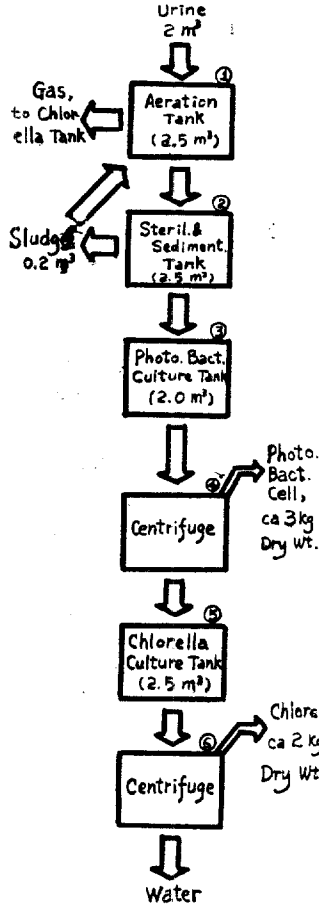 Urine
2 m³
①
Aeration
Tank
(2.5 m³)
Gas,
to Chlor
ella Tank
②
Steril. &
Sediment.
Tank
(2.5 m³)
Sludge
0.2 m³
③
Photo. Bact.
Culture Tank
(2.0 m³)
④
Centrifuge
Photo.
Bact.
Cell,
ca 3 kg
Dry Wt.
⑤
Chlorella
Culture Tank
(2.5 m³)
⑥
Centrifuge
Chlore
ca 2 kg
Dry Wt
Water